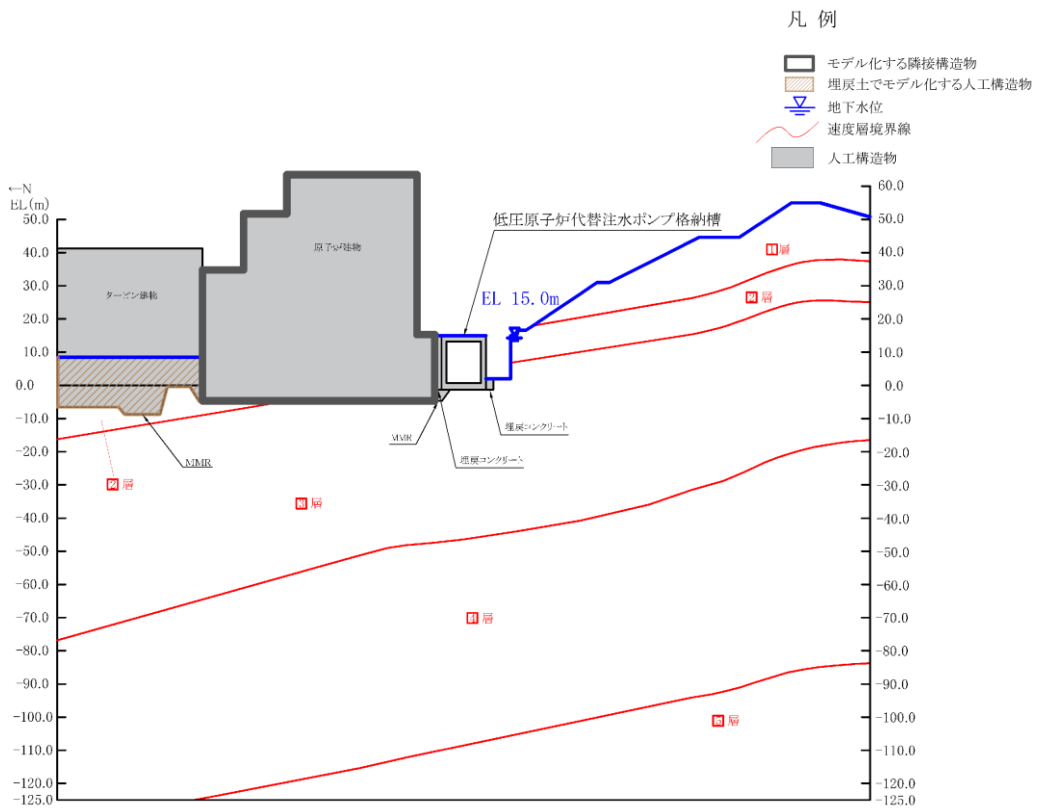 凡 例
モデル化する隣接構造物
埋戻土でモデル化する人工構造物
地下水位
速度層境界線
人工構造物
←N
EL(m)
50.0
40.0
30.0
20.0
10.0
0.0
-10.0
-20.0
-30.0
-40.0
-50.0
-60.0
-70.0
-80.0
-90.0
-100.0
-110.0
-125.0
60.0
50.0
40.0
30.0
20.0
10.0
0.0
-10.0
-20.0
-30.0
-40.0
-50.0
-60.0
-70.0
-80.0
-90.0
-100.0
-110.0
-125.0
タービン建物
原子炉建物
低圧原子炉代替注水ポンプ格納槽
EL 15.0m
1 層
2 層
MMR
MMR
埋戻コンクリート
埋戻コンクリート
2 層
3 層
4 層
5 層